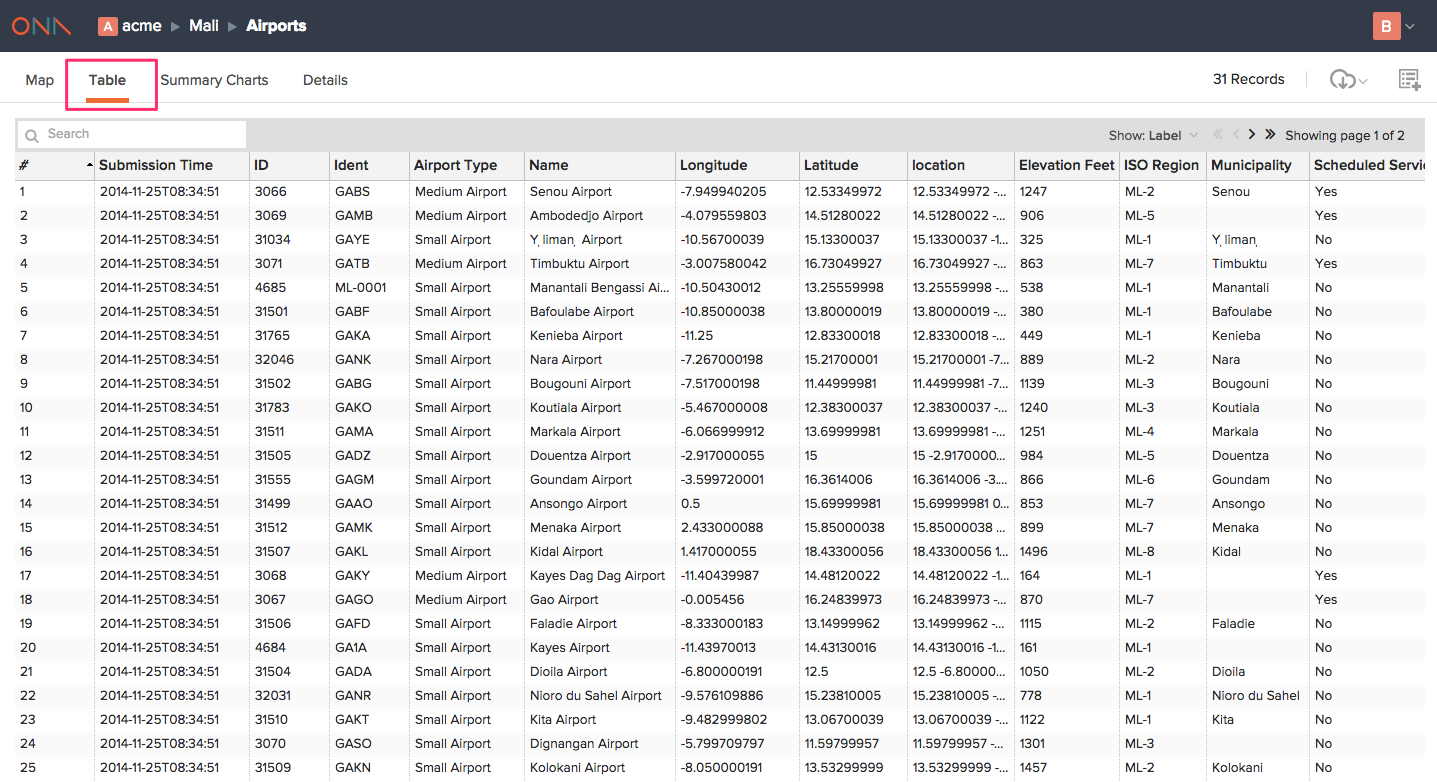 ONA A acme ▶ Mali ▶ Airports B
Map Table Summary Charts Details 31 Records
Search Show: Label Showing page 1 of 2
# Submission Time ID Ident Airport Type Name Longitude Latitude location Elevation Feet ISO Region Municipality Scheduled Servic
1 2014-11-25T08:34:51 3066 GABS Medium Airport Senou Airport -7.949940205 12.53349972 12.53349972 -... 1247 ML-2 Senou Yes
2 2014-11-25T08:34:51 3069 GAMB Medium Airport Ambodedjo Airport -4.079559803 14.51280022 14.51280022 -... 906 ML-5 Yes
3 2014-11-25T08:34:51 31034 GAYE Small Airport Y‚liman‚ Airport -10.56700039 15.13300037 15.13300037 -1... 325 ML-1 Y‚liman‚ No
4 2014-11-25T08:34:51 3071 GATB Medium Airport Timbuktu Airport -3.007580042 16.73049927 16.73049927 -... 863 ML-7 Timbuktu Yes
5 2014-11-25T08:34:51 4685 ML-0001 Small Airport Manantali Bengassi Ai... -10.50430012 13.25559998 13.25559998 -... 538 ML-1 Manantali No
6 2014-11-25T08:34:51 31501 GABF Small Airport Bafoulabe Airport -10.85000038 13.80000019 13.80000019 -... 380 ML-1 Bafoulabe No
7 2014-11-25T08:34:51 31765 GAKA Small Airport Kenieba Airport -11.25 12.83300018 12.83300018 -... 449 ML-1 Kenieba No
8 2014-11-25T08:34:51 32046 GANK Small Airport Nara Airport -7.267000198 15.21700001 15.21700001 -7... 889 ML-2 Nara No
9 2014-11-25T08:34:51 31502 GABG Small Airport Bougouni Airport -7.517000198 11.44999981 11.44999981 -7... 1139 ML-3 Bougouni No
10 2014-11-25T08:34:51 31783 GAKO Small Airport Koutiala Airport -5.467000008 12.38300037 12.38300037 -... 1240 ML-3 Koutiala No
11 2014-11-25T08:34:51 31511 GAMA Small Airport Markala Airport -6.066999912 13.69999981 13.69999981 -... 1251 ML-4 Markala No
12 2014-11-25T08:34:51 31505 GADZ Small Airport Douentza Airport -2.917000055 15 15 -2.9170000... 984 ML-5 Douentza No
13 2014-11-25T08:34:51 31555 GAGM Small Airport Goundam Airport -3.599720001 16.3614006 16.3614006 -3.... 866 ML-6 Goundam No
14 2014-11-25T08:34:51 31499 GAAO Small Airport Ansongo Airport 0.5 15.69999981 15.69999981 0... 853 ML-7 Ansongo No
15 2014-11-25T08:34:51 31512 GAMK Small Airport Menaka Airport 2.433000088 15.85000038 15.85000038 ... 899 ML-7 Menaka No
16 2014-11-25T08:34:51 31507 GAKL Small Airport Kidal Airport 1.417000055 18.43300056 18.43300056 1... 1496 ML-8 Kidal No
17 2014-11-25T08:34:51 3068 GAKY Medium Airport Kayes Dag Dag Airport -11.40439987 14.48120022 14.48120022 -1... 164 ML-1 Yes
18 2014-11-25T08:34:51 3067 GAGO Medium Airport Gao Airport -0.005456 16.24839973 16.24839973 -... 870 ML-7 Yes
19 2014-11-25T08:34:51 31506 GAFD Small Airport Faladie Airport -8.333000183 13.14999962 13.14999962 -... 1115 ML-2 Faladie No
20 2014-11-25T08:34:51 4684 GA1A Small Airport Kayes Airport -11.43970013 14.43130016 14.43130016 -1... 161 ML-1 No
21 2014-11-25T08:34:51 31504 GADA Small Airport Dioila Airport -6.800000191 12.5 12.5 -6.80000... 1050 ML-2 Dioila No
22 2014-11-25T08:34:51 32031 GANR Small Airport Nioro du Sahel Airport -9.576109886 15.23810005 15.23810005 -... 778 ML-1 Nioro du Sahel No
23 2014-11-25T08:34:51 31510 GAKT Small Airport Kita Airport -9.482999802 13.06700039 13.06700039 -... 1122 ML-1 Kita No
24 2014-11-25T08:34:51 3070 GASO Small Airport Dignangan Airport -5.799709797 11.59799957 11.59799957 -... 1301 ML-3 No
25 2014-11-25T08:34:51 31509 GAKN Small Airport Kolokani Airport -8.050000191 13.53299999 13.53299999 -... 1457 ML-2 Kolokani No